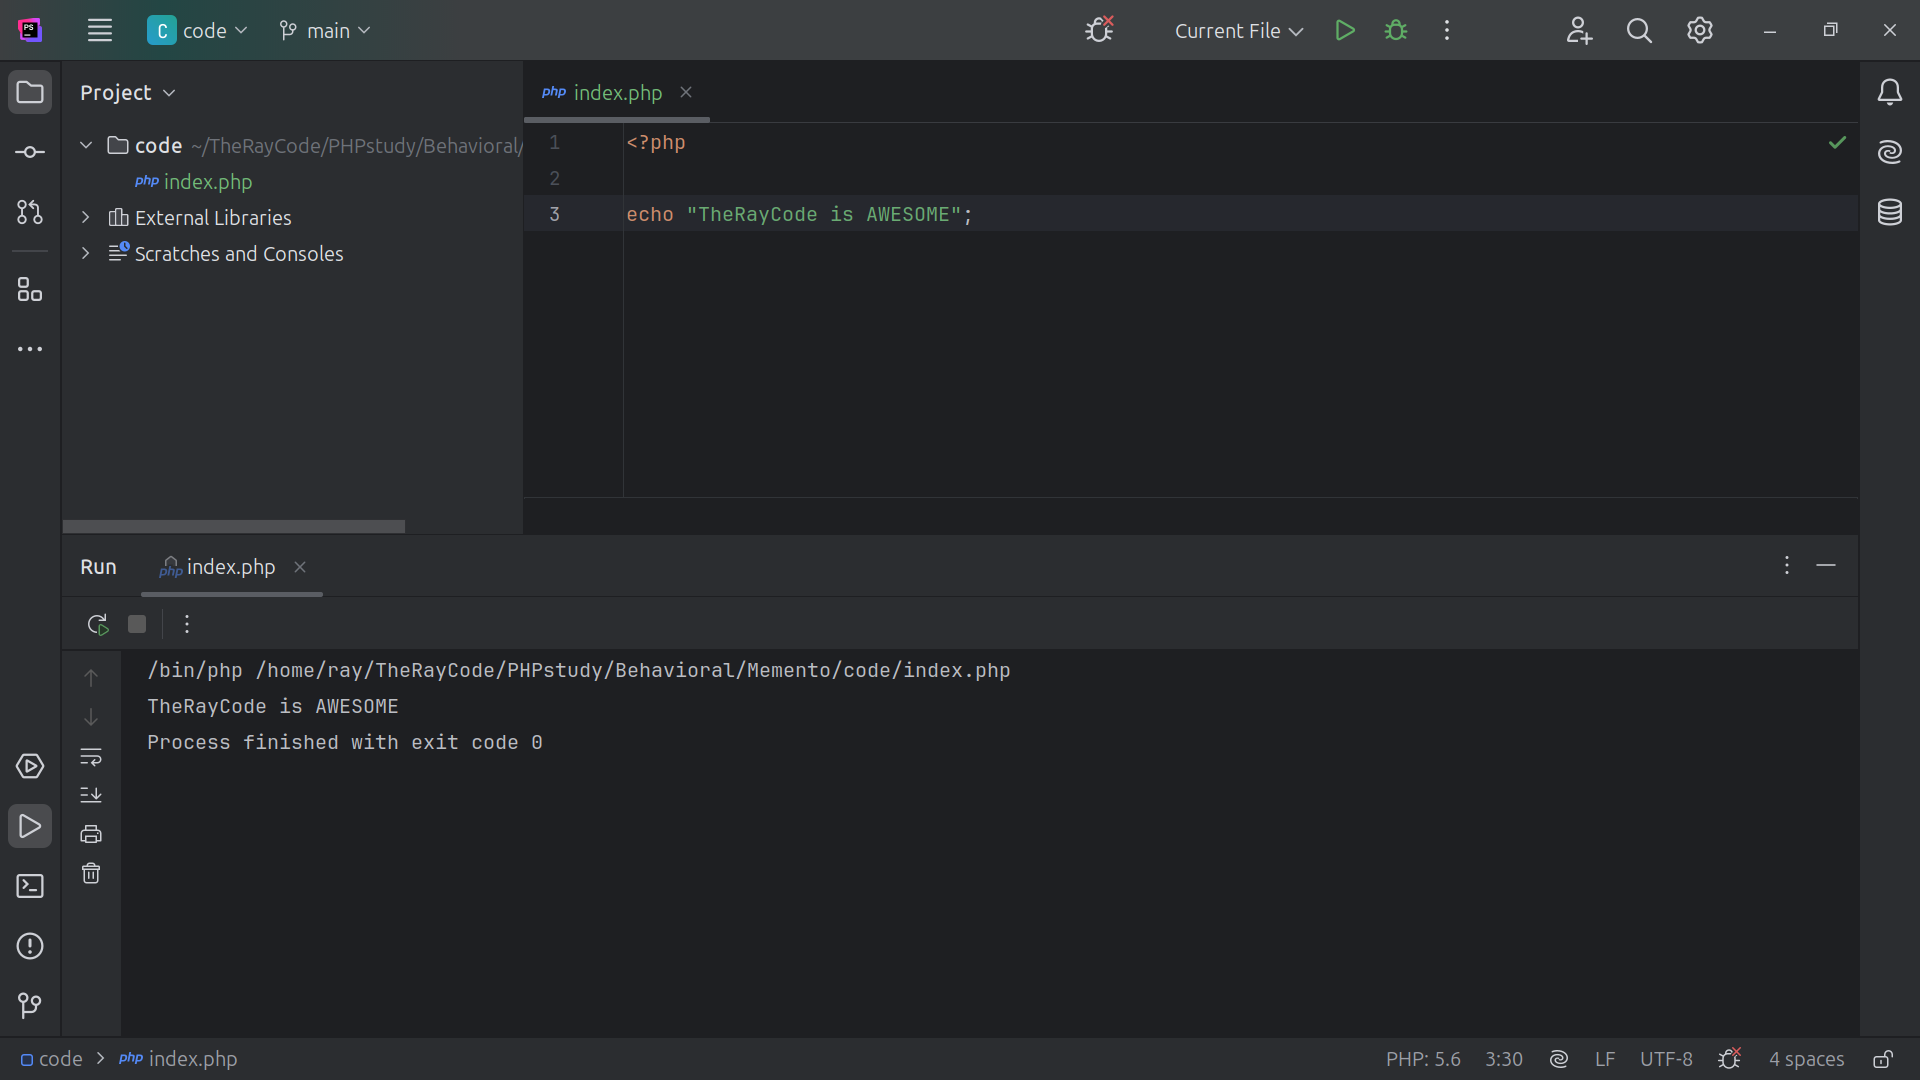 PS
C code main Current File
Project
code ~/TheRayCode/PHPstudy/Behavioral/
php index.php
External Libraries
Scratches and Consoles
php index.php
1 <?php
2
3 echo "TheRayCode is AWESOME";
Run php index.php
/bin/php /home/ray/TheRayCode/PHPstudy/Behavioral/Memento/code/index.php
TheRayCode is AWESOME
Process finished with exit code 0
code php index.php PHP: 5.6 3:30 LF UTF-8 4 spaces